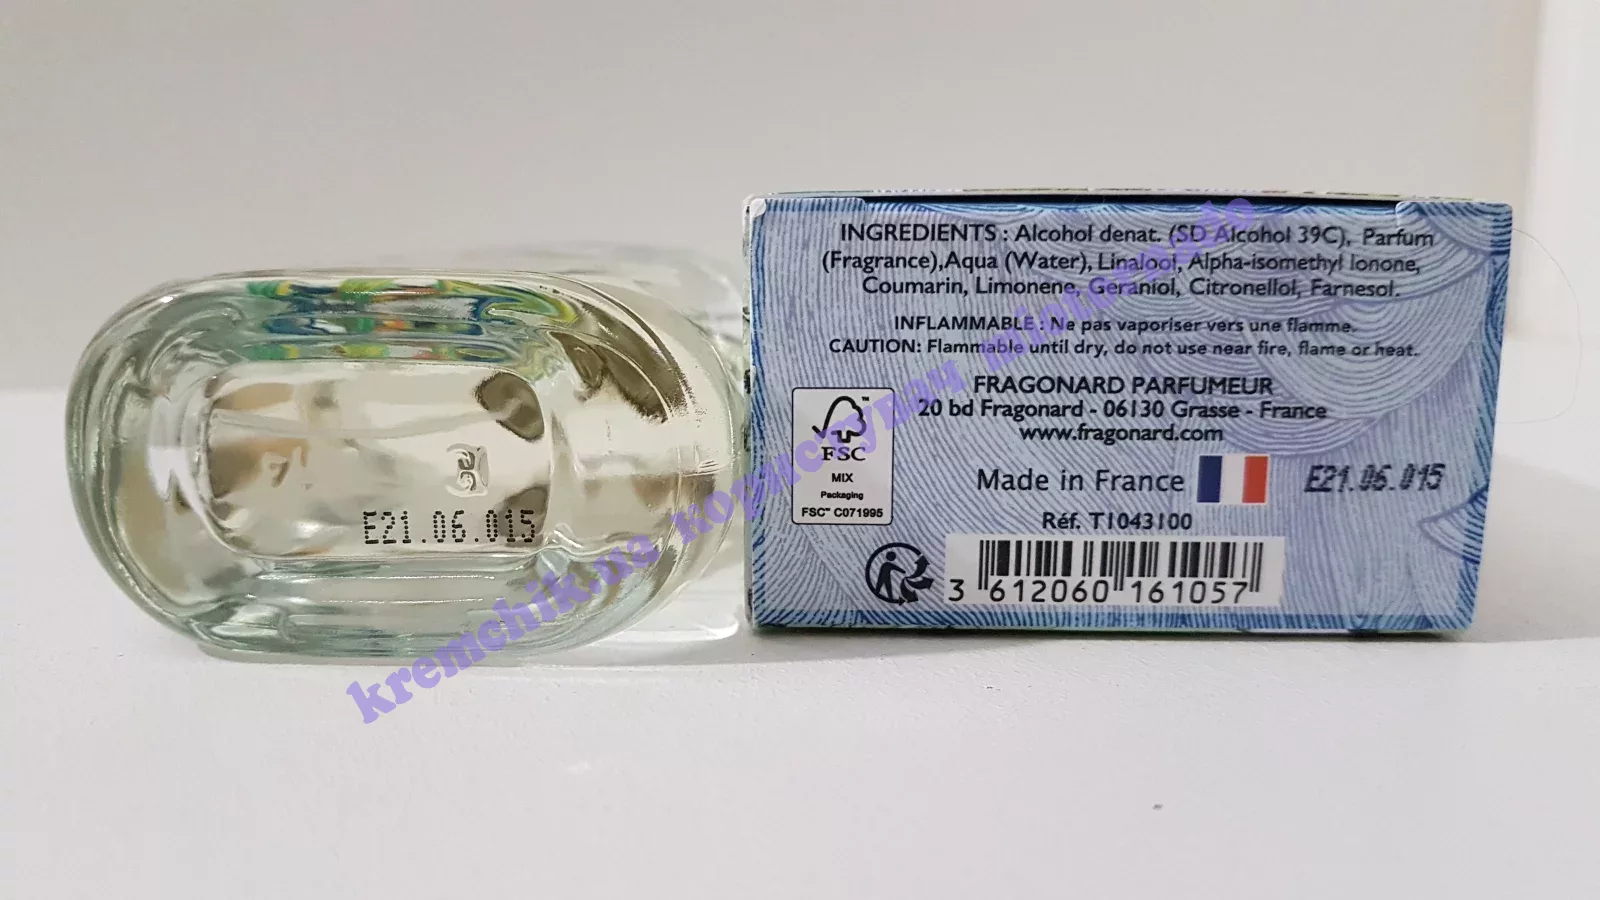 E21.06.015
INGREDIENTS : Alcohol denat. (SD Alcohol 39C), Parfum
(Fragrance),Aqua (Water), Linalool, Alpha-isomethyl Ionone,
Coumarin, Limonene, Geraniol, Citronellol, Farnesol.
INFLAMMABLE : Ne pas vaporiser vers une flamme.
CAUTION: Flammable until dry, do not use near fire, flame or heat.
FRAGONARD PARFUMEUR
20 bd Fragonard - 06130 Grasse - France
www.fragonard.com
FSC
MIX
Packaging
FSC™ C071995
Made in France
E21.06.015
Réf. T1043100
3 612060 161057
kremchik.ua